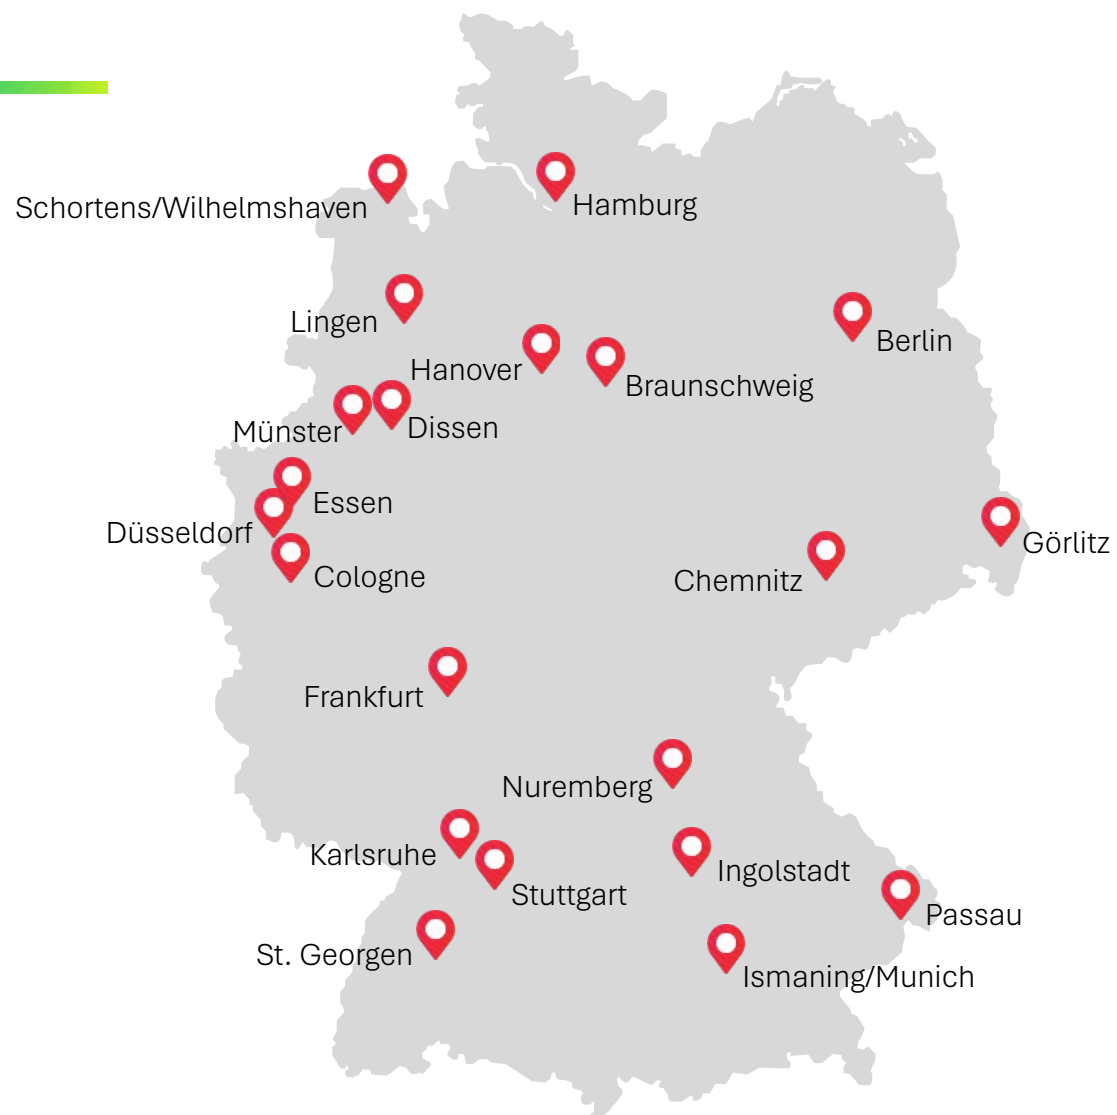 Schortens/Wilhelmshaven
Hamburg
Lingen
Berlin
Hanover
Braunschweig
Münster
Dissen
Essen
Düsseldorf
Görlitz
Cologne
Chemnitz
Frankfurt
Nuremberg
Karlsruhe
Ingolstadt
Stuttgart
Passau
St. Georgen
Ismaning/Munich